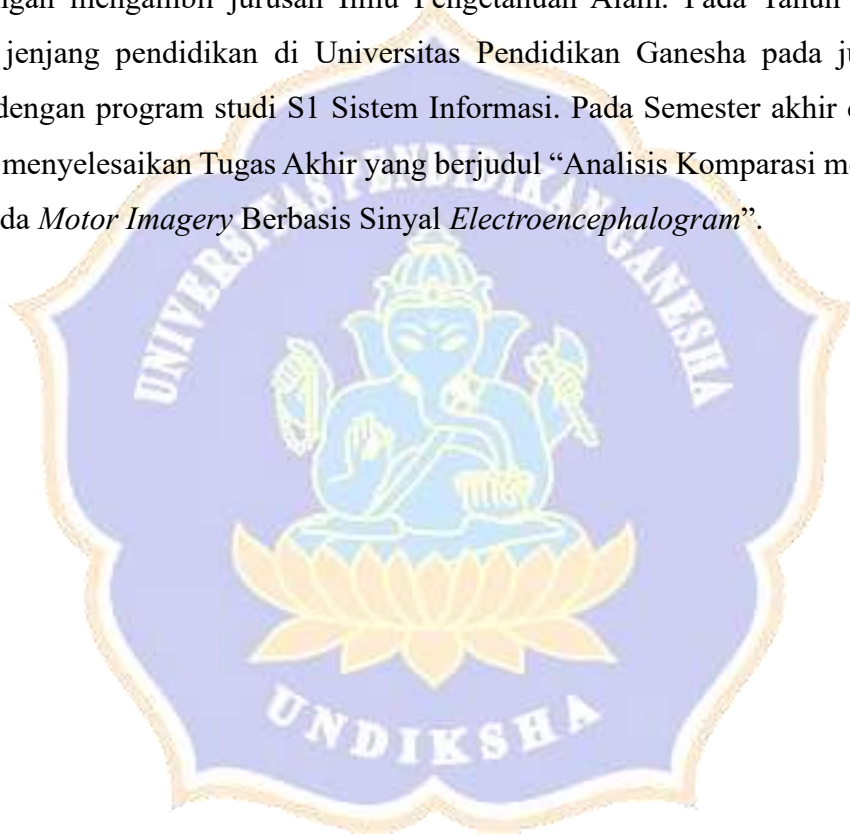 mengambil jurusan Ilmu Pengetahuan Alam. Pada Tahun
jenjang pendidikan di Universitas Pendidikan Ganesha pada
dengan program studi S1 Sistem Informasi. Pada Semester akhir
menyelesaikan Tugas Akhir yang berjudul “Analisis Komparasi
Motor Imagery Berbasis Sinyal Electroencephalogram”.
UNIVERSITAS PENDIDIKAN GANESHA
UNDIKSHA